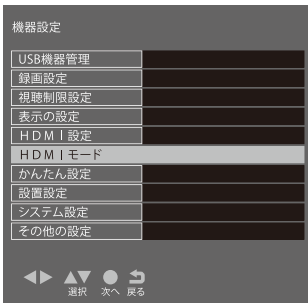 機器設定
USB機器管理
録画設定
視聴制限設定
表示の設定
ＨＤＭＩ設定
ＨＤＭＩモード
かんたん設定
設置設定
システム設定
その他の設定
選択 次へ 戻る